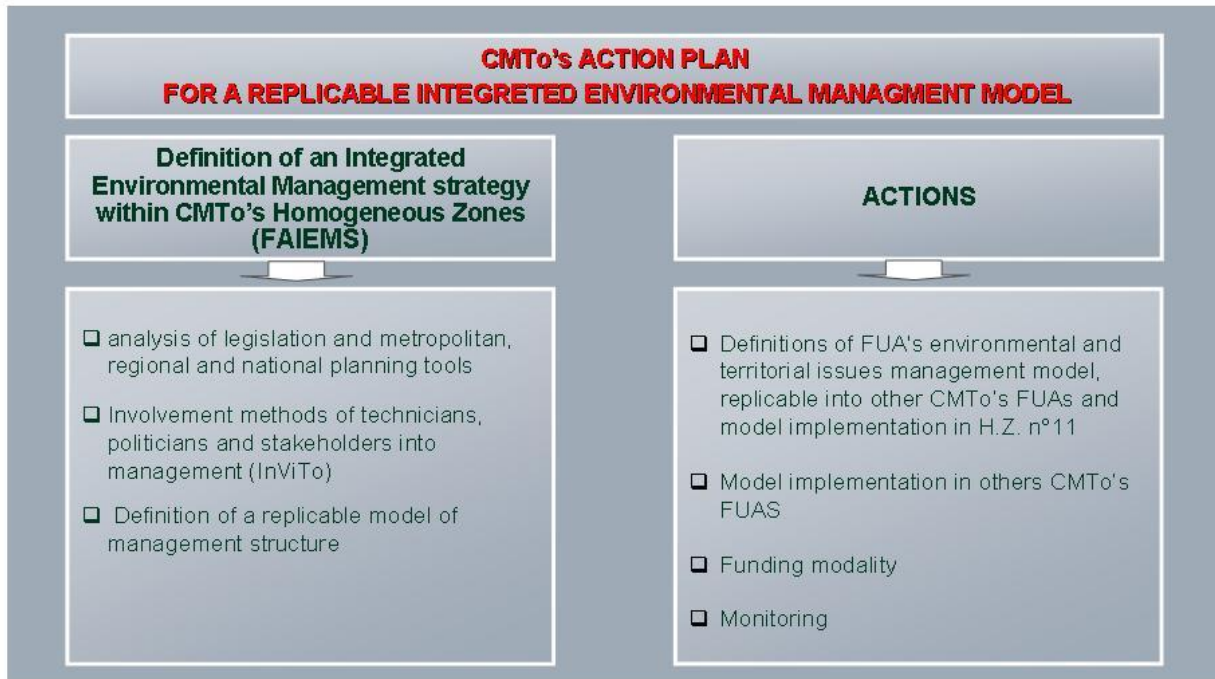 CMTo's ACTION PLAN
FOR A REPLICABLE INTEGRETED ENVIRONMENTAL MANAGMENT MODEL
Definition of an Integrated
Environmental Management strategy
within CMTo's Homogeneous Zones
(FAIEMS)
analysis of legislation and metropolitan,
regional and national planning tools
Involvement methods of technicians,
politicians and stakeholders into
management (InViTo)
Definition of a replicable model of
management structure
ACTIONS
Definitions of FUA's environmental and
territorial issues management model,
replicable into other CMTo's FUAs and
model implementation in H.Z. n°11
Model implementation in others CMTo's
FUAS
Funding modality
Monitoring